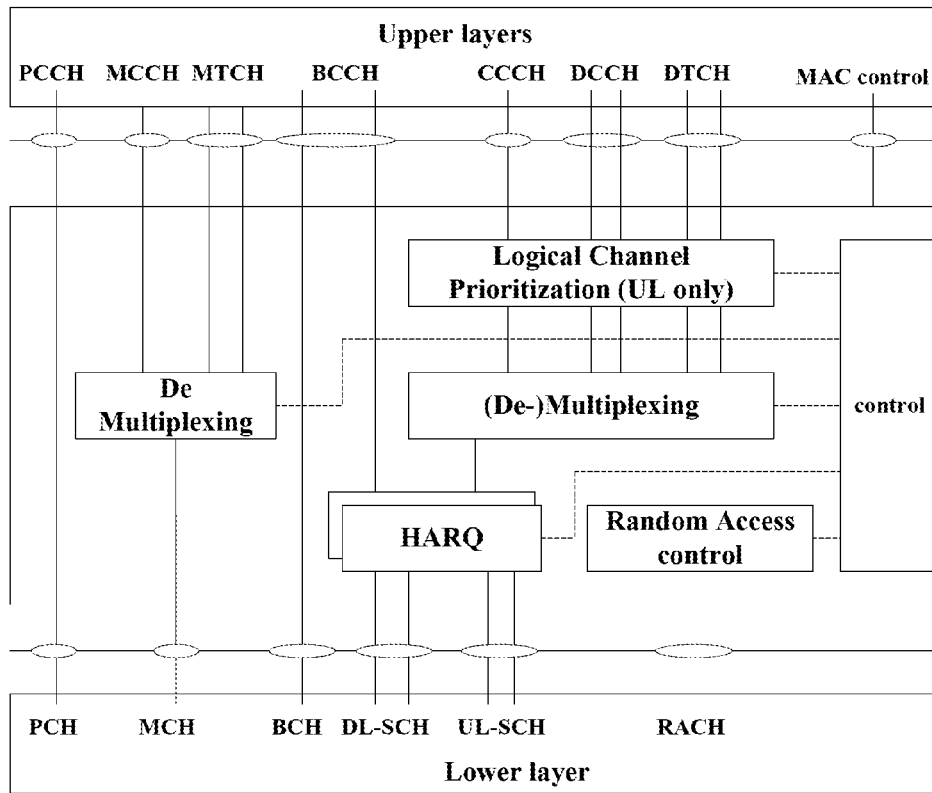 Upper layers
PCCH MCCH MTCH BCCH CCCH DCCH DTCH MAC control
Logical Channel
Prioritization (UL only)
De
Multiplexing
(De-)Multiplexing
control
HARQ
Random Access
control
PCH MCH BCH DL-SCH UL-SCH RACH
Lower layer